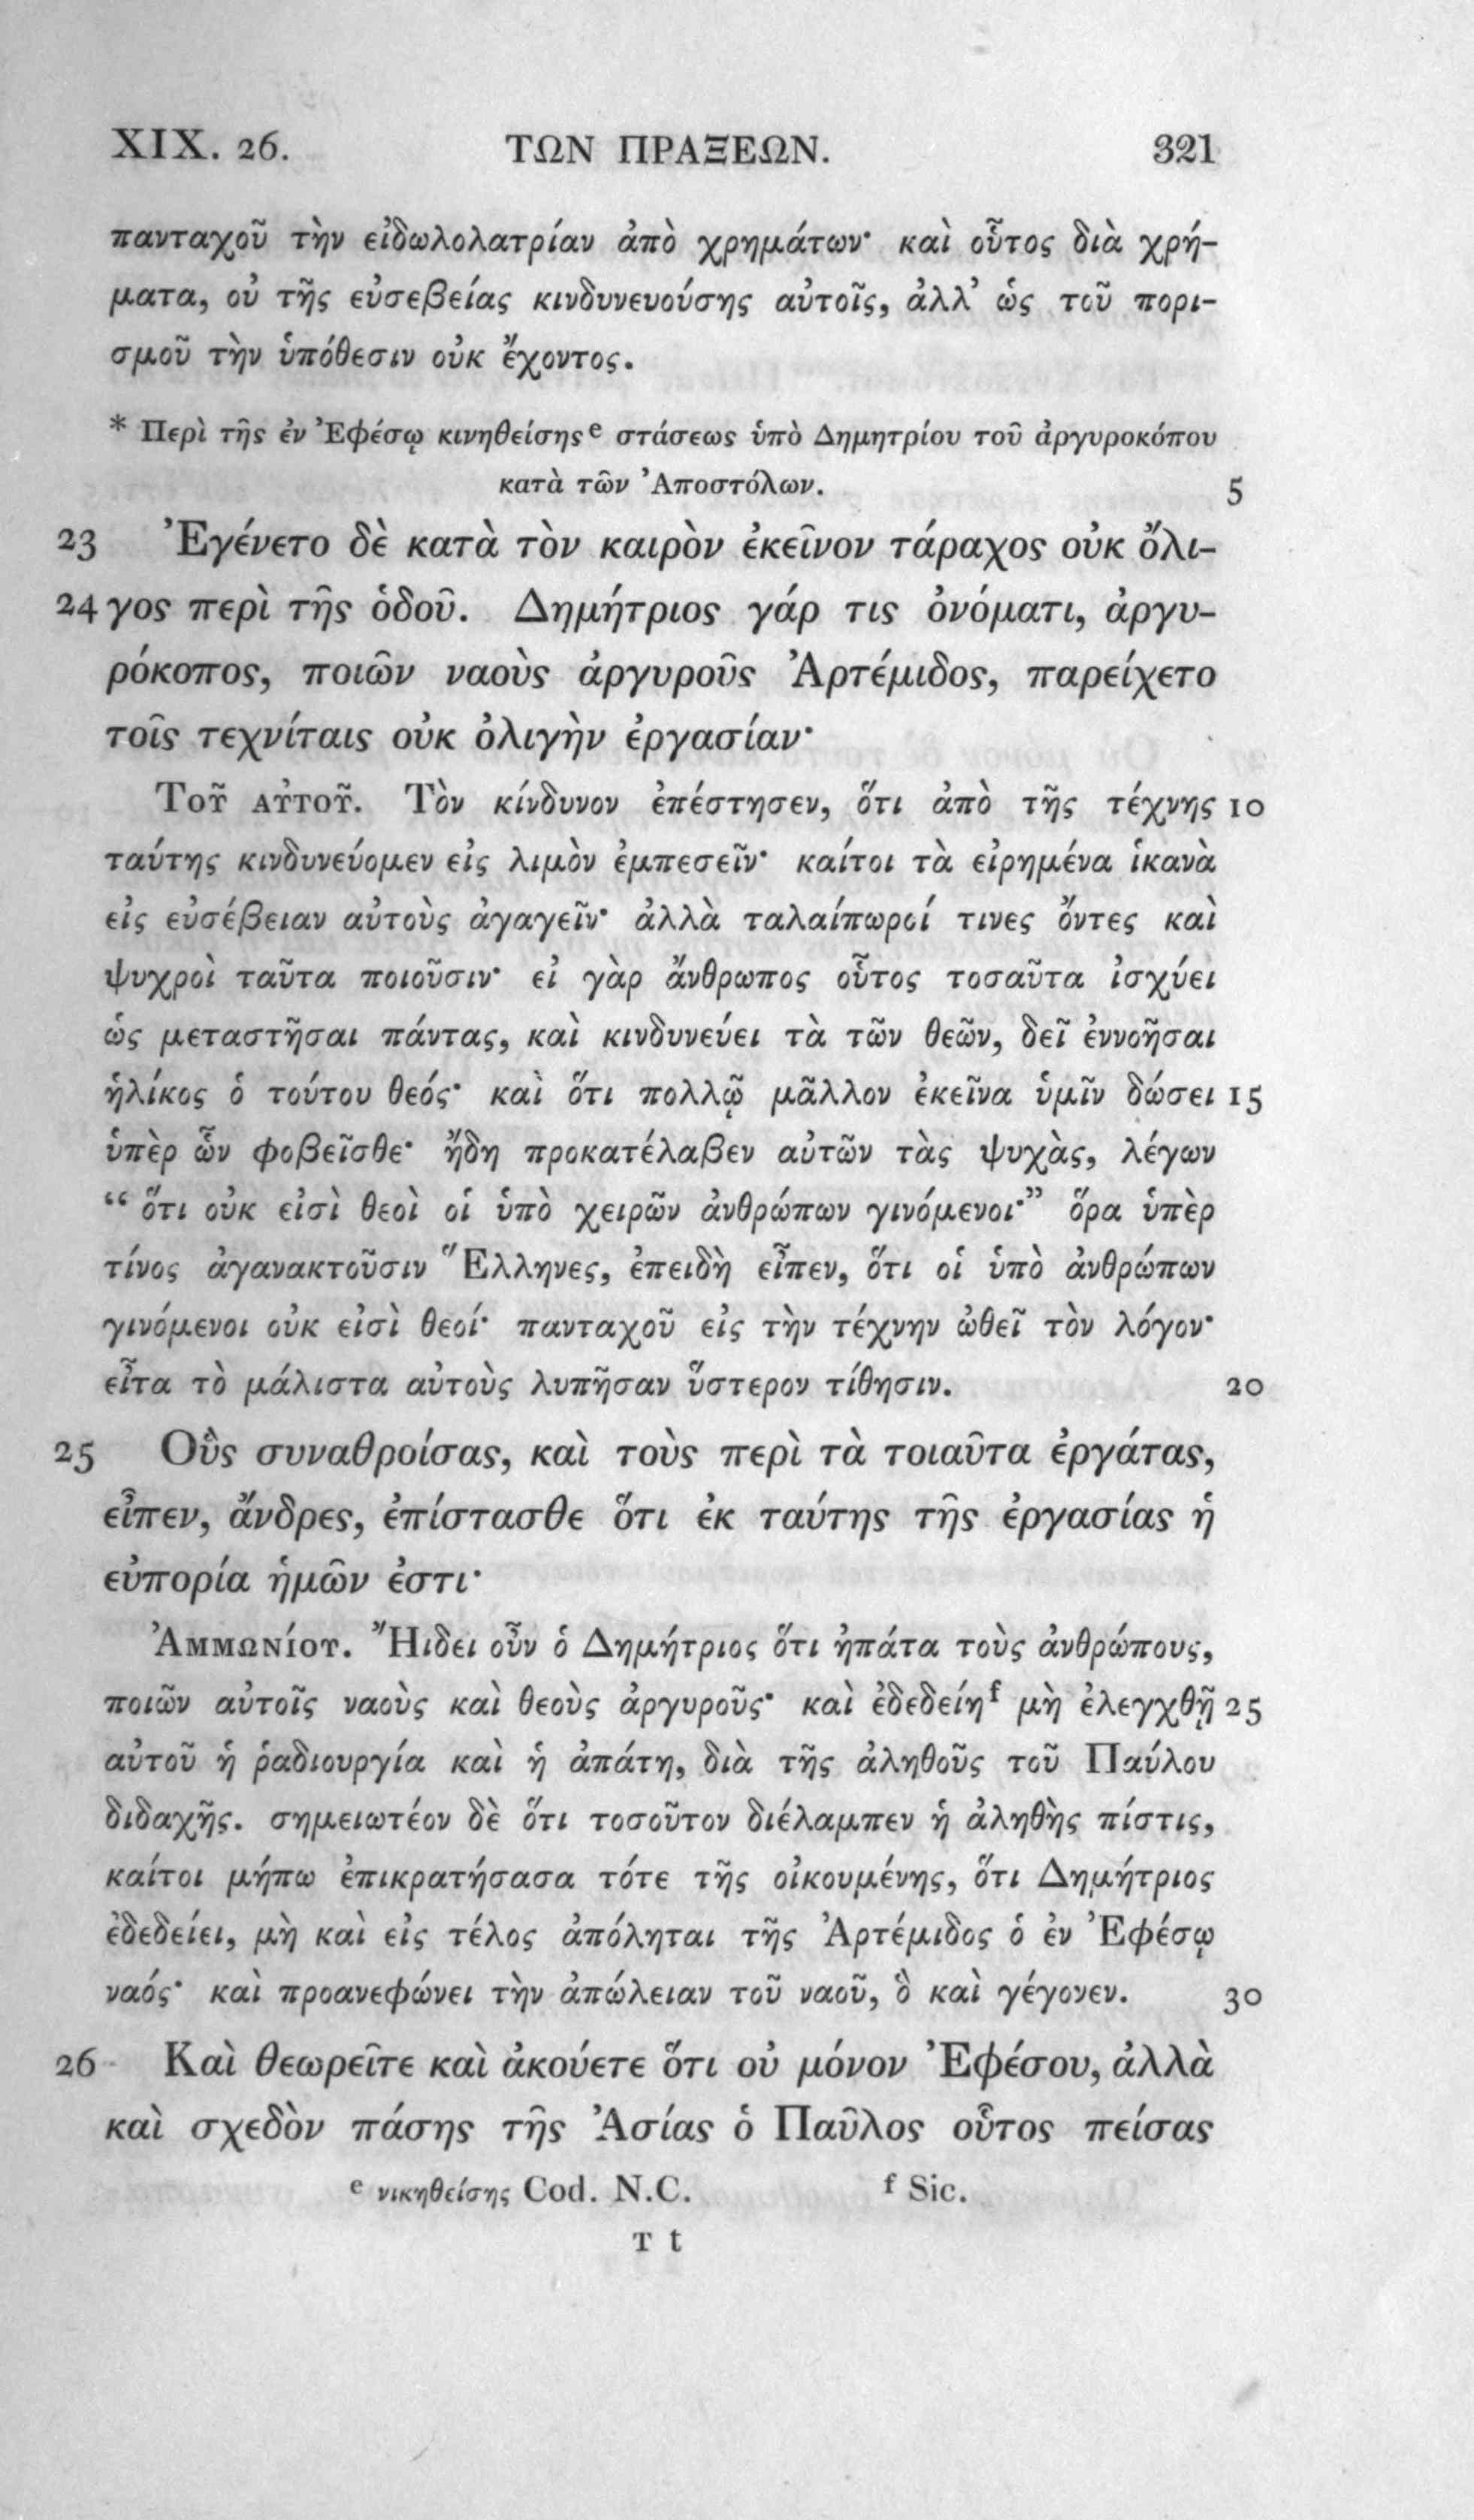 XIX. 26. ΤΩΝ ΠΡΑΞΕΩΝ. 321
πανταχοῦ τὴν εἰδωλολατρίαν ἀπὸ χρημάτων· καὶ οὗτος διὰ χρή-
ματα, οὐ τῆς εὐσεβείας κινδυνευούσης αὐτοῖς, ἀλλ’ ὡς τοῦ πορι-
σμοῦ τὴν ὑπόθεσιν οὐκ ἔχοντος.
* Περὶ τῆς ἐν Ἐφέσῳ κινηθείσης e στάσεως ὑπὸ Δημητρίου τοῦ ἀργυροκόπου
κατὰ τῶν Ἀποστόλων. 5
23 Ἐγένετο δὲ κατὰ τὸν καιρὸν ἐκεῖνον τάραχος οὐκ ὄλι-
24 γος περὶ τῆς ὁδοῦ. Δημήτριος γάρ τις ὀνόματι, ἀργυ-
ρόκοπος, ποιῶν ναοὺς ἀργυροῦς Ἀρτέμιδος, παρείχετο
τοῖς τεχνίταις οὐκ ὀλιγὴν ἐργασίαν·
Τοῦ αὐτοῦ. Τὸν κίνδυνον ἐπέστησεν, ὅτι ἀπὸ τῆς τέχνης 10
ταύτης κινδυνεύομεν εἰς λιμὸν ἐμπεσεῖν· καίτοι τὰ εἰρημένα ἱκανὰ
εἰς εὐσέβειαν αὐτοὺς ἀγαγεῖν· ἀλλὰ ταλαίπωροί τινες ὄντες καὶ
ψυχροὶ ταῦτα ποιοῦσιν· εἰ γὰρ ἄνθρωπος οὗτος τοσαῦτα ἰσχύει
ὡς μεταστῆσαι πάντας, καὶ κινδυνεύει τὰ τῶν θεῶν, δεῖ ἐννοῆσαι
ἡλίκος ὁ τούτου θεός· καὶ ὅτι πολλῷ μᾶλλον ἐκεῖνα ὑμῖν δώσει 15
ὑπὲρ ὧν φοβεῖσθε· ἤδη προκατέλαβεν αὐτῶν τὰς ψυχὰς, λέγων
“ ὅτι οὐκ εἰσὶ θεοὶ οἱ ὑπὸ χειρῶν ἀνθρώπων γινόμενοι·” ὅρα ὑπὲρ
τίνος ἀγανακτοῦσιν Ἕλληνες, ἐπειδὴ εἶπεν, ὅτι οἱ ὑπὸ ἀνθρώπων
γινόμενοι οὐκ εἰσὶ θεοί· πανταχοῦ εἰς τὴν τέχνην ὠθεῖ τὸν λόγον·
εἶτα τὸ μάλιστα αὐτοὺς λυπῆσαν ὕστερον τίθησιν. 20
25 Οὓς συναθροίσας, καὶ τοὺς περὶ τὰ τοιαῦτα ἐργάτας,
εἶπεν, ἄνδρες, ἐπίστασθε ὅτι ἐκ ταύτης τῆς ἐργασίας ἡ
εὐπορία ἡμῶν ἐστι·
Ἀμμωνίου. Ἤιδει οὖν ὁ Δημήτριος ὅτι ἠπάτα τοὺς ἀνθρώπους,
ποιῶν αὐτοῖς ναοὺς καὶ θεοὺς ἀργυροῦς· καὶ ἐδεδείη f μὴ ἐλεγχθῇ 25
αὐτοῦ ἡ ῥαδιουργία καὶ ἡ ἀπάτη, διὰ τῆς ἀληθοῦς τοῦ Παύλου
διδαχῆς. σημειωτέον δὲ ὅτι τοσοῦτον διέλαμπεν ἡ ἀληθὴς πίστις,
καίτοι μήπω ἐπικρατήσασα τότε τῆς οἰκουμένης, ὅτι Δημήτριος
ἐδεδείει, μὴ καὶ εἰς τέλος ἀπόληται τῆς Ἀρτέμιδος ὁ ἐν Ἐφέσῳ
ναός· καὶ προανεφώνει τὴν ἀπώλειαν τοῦ ναοῦ, ὃ καὶ γέγονεν. 30
26 Καὶ θεωρεῖτε καὶ ἀκούετε ὅτι οὐ μόνον Ἐφέσου, ἀλλὰ
καὶ σχεδὸν πάσης τῆς Ἀσίας ὁ Παῦλος οὗτος πείσας
e νικηθείσης Cod. N.C. f Sic.
T t